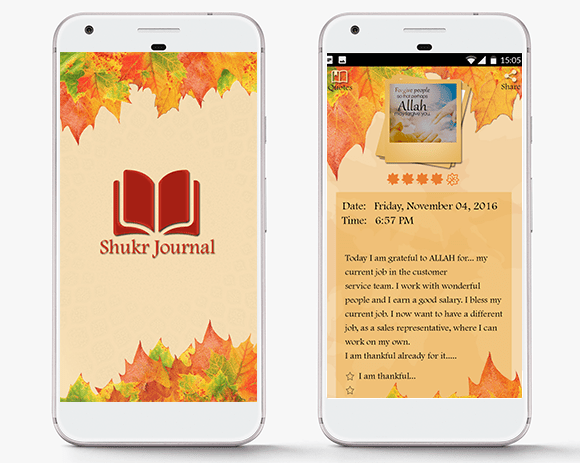 Shukr Journal
15:05
Quotes
Share
Forgive people
so that perhaps
Allah
may forgive you.
Date: Friday, November 04, 2016
Time: 6:57 PM
Today I am grateful to ALLAH for... my
current job in the customer
service team. I work with wonderful
people and I earn a good salary. I bless my
current job. I now want to have a different
job, as a sales representative, where I can
work on my own.
I am thankful already for it.....
I am thankful...